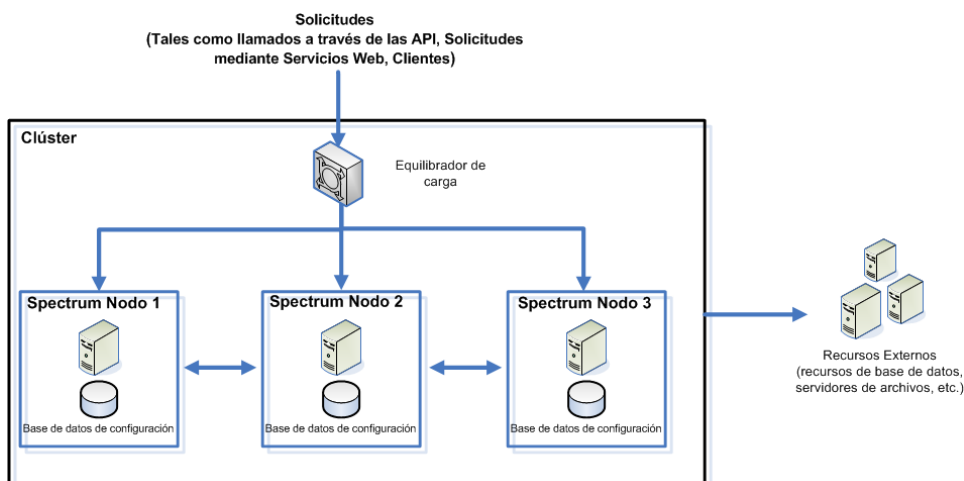 Solicitudes
(Tales como llamados a través de las API, Solicitudes
mediante Servicios Web, Clientes)
Clúster
Equilibrador de
carga
Spectrum Nodo 1
Spectrum Nodo 2
Spectrum Nodo 3
Base de datos de configuración
Base de datos de configuración
Base de datos de configuración
Recursos Externos
(recursos de base de datos,
servidores de archivos, etc.)